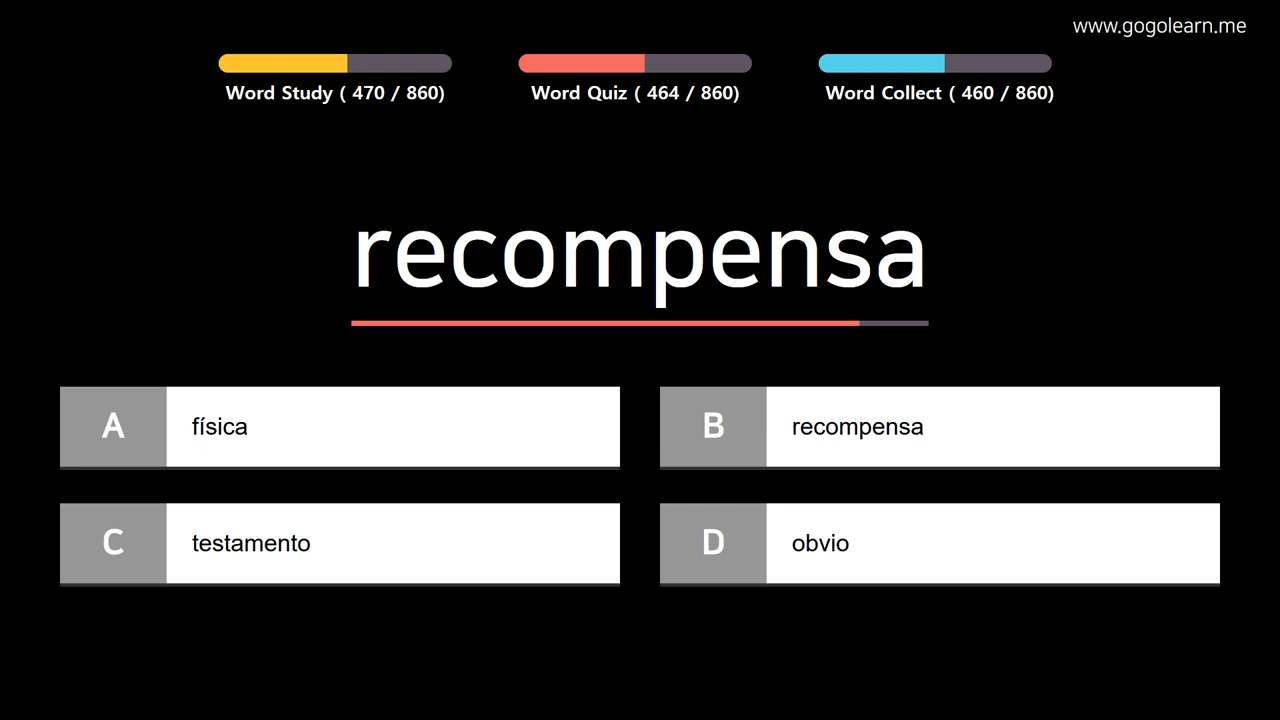 www.gogolearn.me
Word Study ( 470 / 860)
Word Quiz ( 464 / 860)
Word Collect ( 460 / 860)
recompensa
A física
B recompensa
C testamento
D obvio